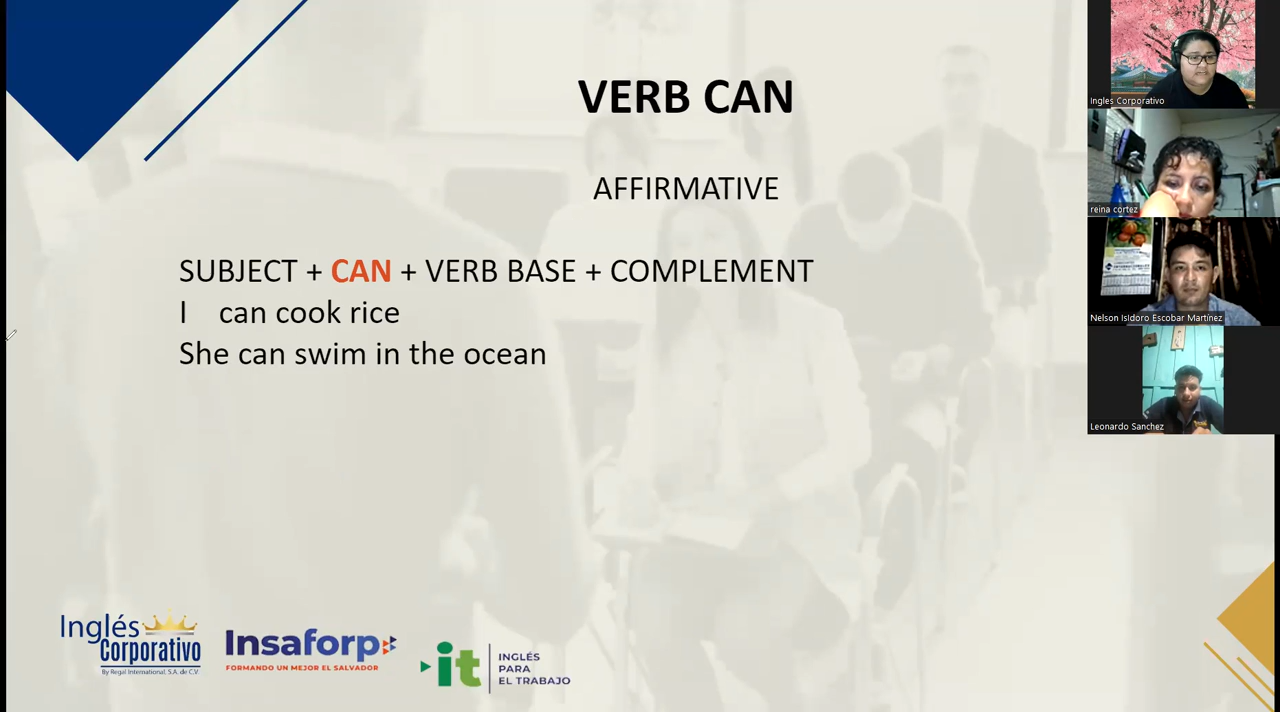 VERB CAN
AFFIRMATIVE
SUBJECT + CAN + VERB BASE + COMPLEMENT
I can cook rice
She can swim in the ocean
Inglés
Corporativo
By Regal International, S.A. de C.V.
Insaforp
FORMANDO UN MEJOR EL SALVADOR
it
INGLÉS
PARA
EL TRABAJO
Ingles Corporativo
reina cortez
Nelson Isidoro Escobar Martínez
Leonardo Sanchez